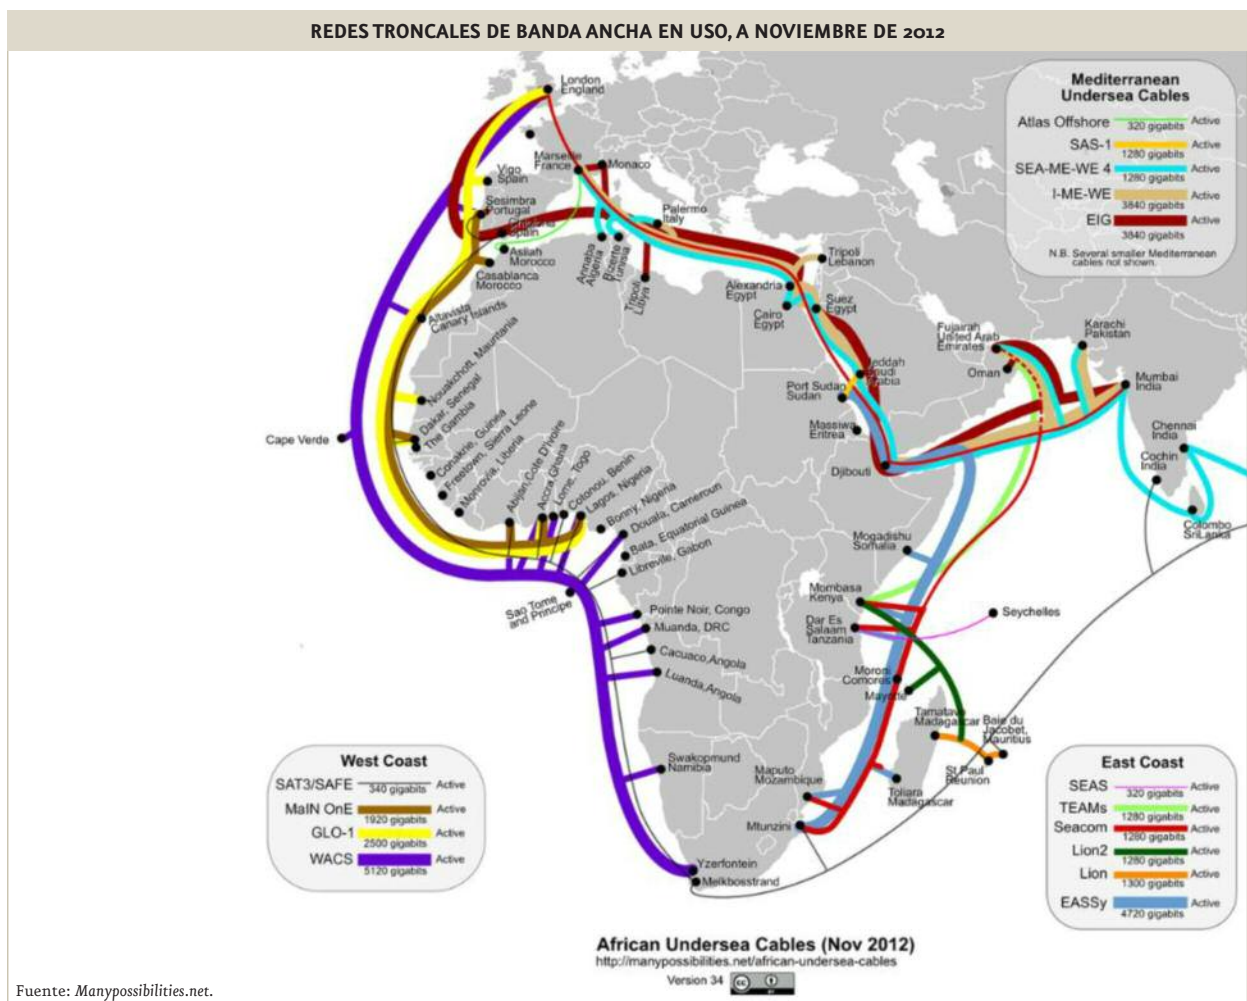 REDES TRONCALES DE BANDA ANCHA EN USO, A NOVIEMBRE DE 2012
London
England
Mediterranean
Undersea Cables
Atlas Offshore
320 gigabits
Active
SAS-1
1280 gigabits
Active
SEA-ME-WE 4
1280 gigabits
Active
I-ME-WE
3840 gigabits
Active
EIG
3840 gigabits
Active
N.B. Several smaller Mediterranean
cables not shown.
Marseille
France
Monaco
Vigo
Spain
Sesimbra
Portugal
Spain
Palermo
Italy
Asilah
Morocco
Casablanca
Morocco
Annaba
Algeria
Bizerte
Tunisia
Tripoli
Libya
Tripoli
Lebanon
Alexandria
Egypt
Cairo
Egypt
Suez
Egypt
Altavista
Canary Islands
Fujairah
United Arab
Emirates
Oman
Karachi
Pakistan
Mumbai
India
Jeddah
Saudi
Arabia
Port Sudan
Sudan
Massiwa
Eritrea
Djibouti
Chennai
India
Cochin
India
Colombo
SriLanka
Nouakchott, Mauritania
Dakar, Senegal
The Gambia
Cape Verde
Conakrie, Guinea
Freetown, Sierra Leone
Monrovia, Liberia
Abijan, Cote D'ivoire
Accra, Ghana
Lome, Togo
Cotonou, Benin
Lagos, Nigeria
Bonny, Nigeria
Douala, Cameroun
Bata, Equatorial Guinea
Libreville, Gabon
Sao Tome
and Principe
Pointe Noir, Congo
Muanda, DRC
Cacuaco, Angola
Luanda, Angola
Mogadishu
Somalia
Mombasa
Kenya
Dar Es
Salaam
Tanzania
Seychelles
Moroni
Comores
Mayotte
Tamatave
Madagascar
Baie du
Jacobet,
Mauritius
St Paul
Reunion
Toliara
Madagascar
Maputo
Mozambique
Mtunzini
Swakopmund
Namibia
Yzerfontein
Melkbosstrand
West Coast
SAT3/SAFE
340 gigabits
Active
MaIN OnE
1920 gigabits
Active
GLO-1
2500 gigabits
Active
WACS
5120 gigabits
Active
East Coast
SEAS
320 gigabits
Active
TEAMs
1280 gigabits
Active
Seacom
1280 gigabits
Active
Lion2
1280 gigabits
Active
Lion
1300 gigabits
Active
EASSy
4720 gigabits
Active
African Undersea Cables (Nov 2012)
http://manypossibilities.net/african-undersea-cables
Version 34
cc
Fuente: Manypossibilities.net.